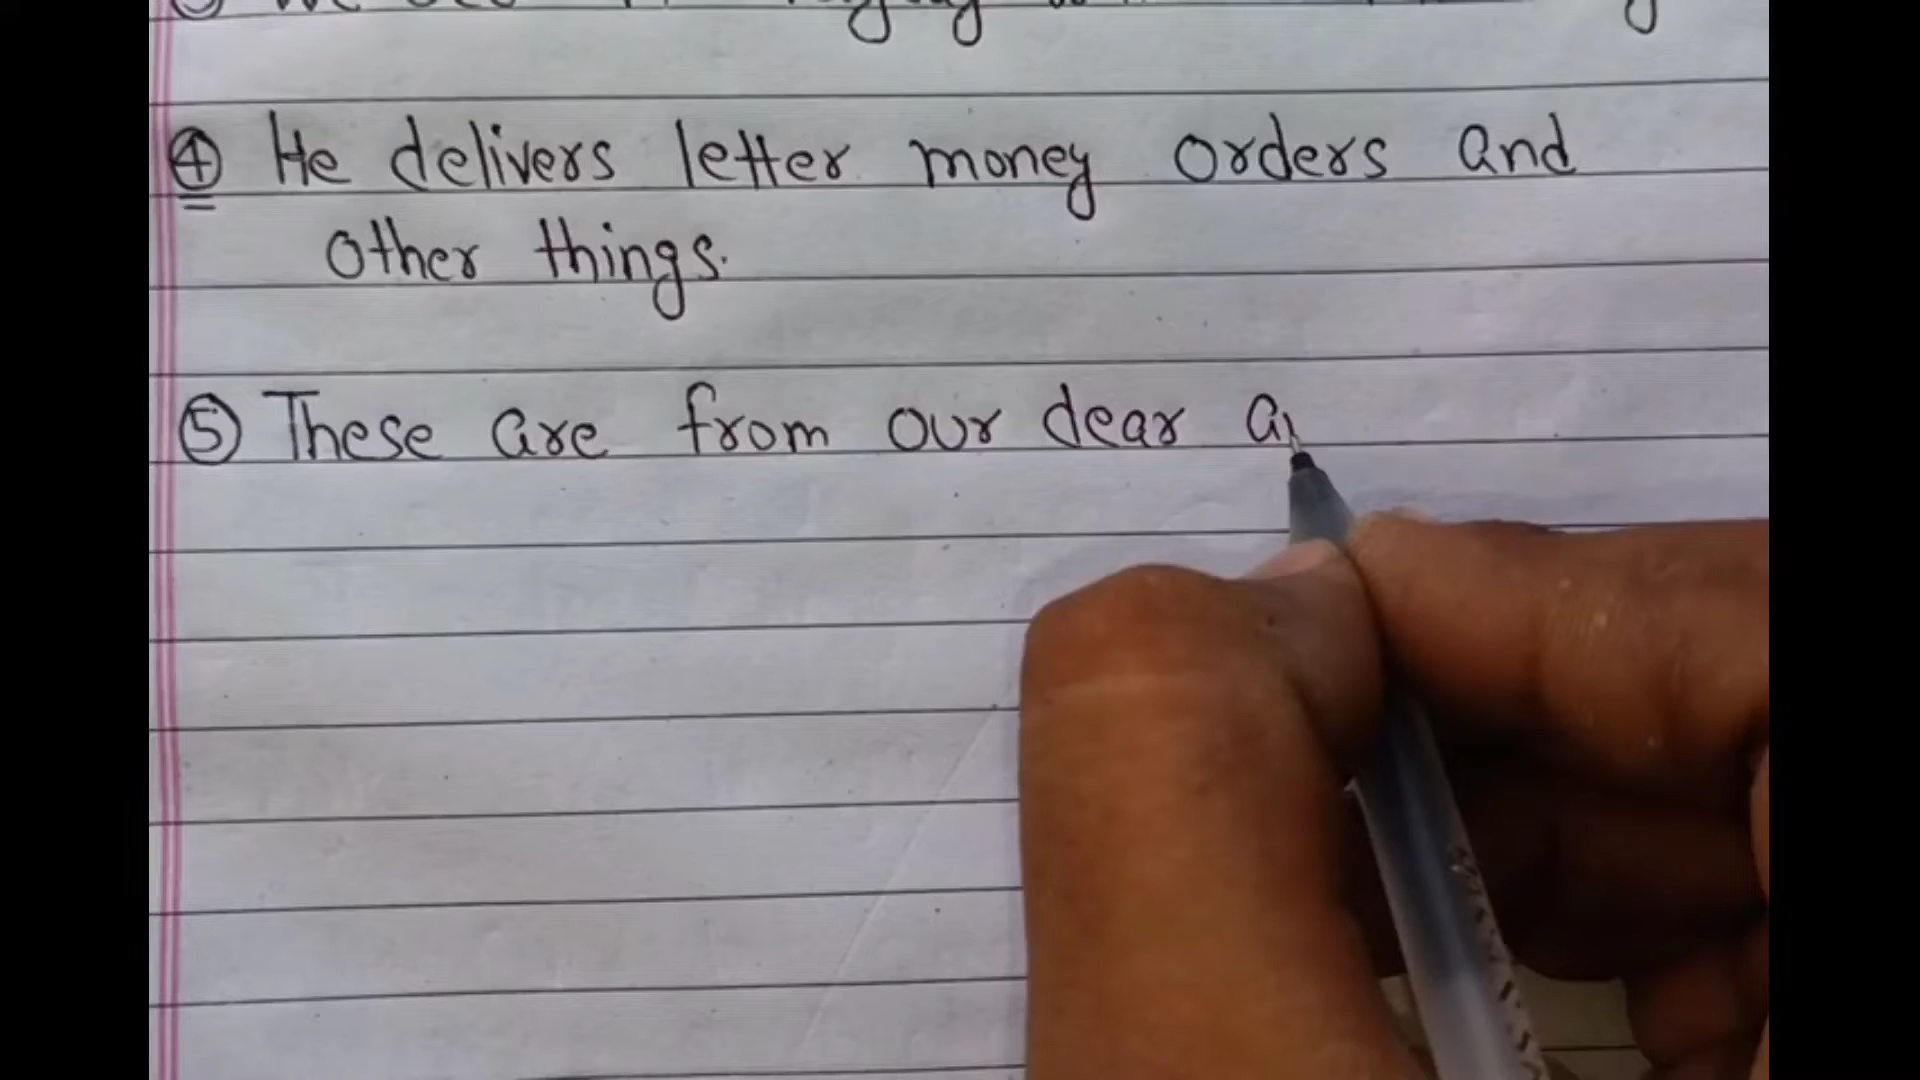 ④ He delivers letter money orders and
other things.
⑤ These are from our dear a